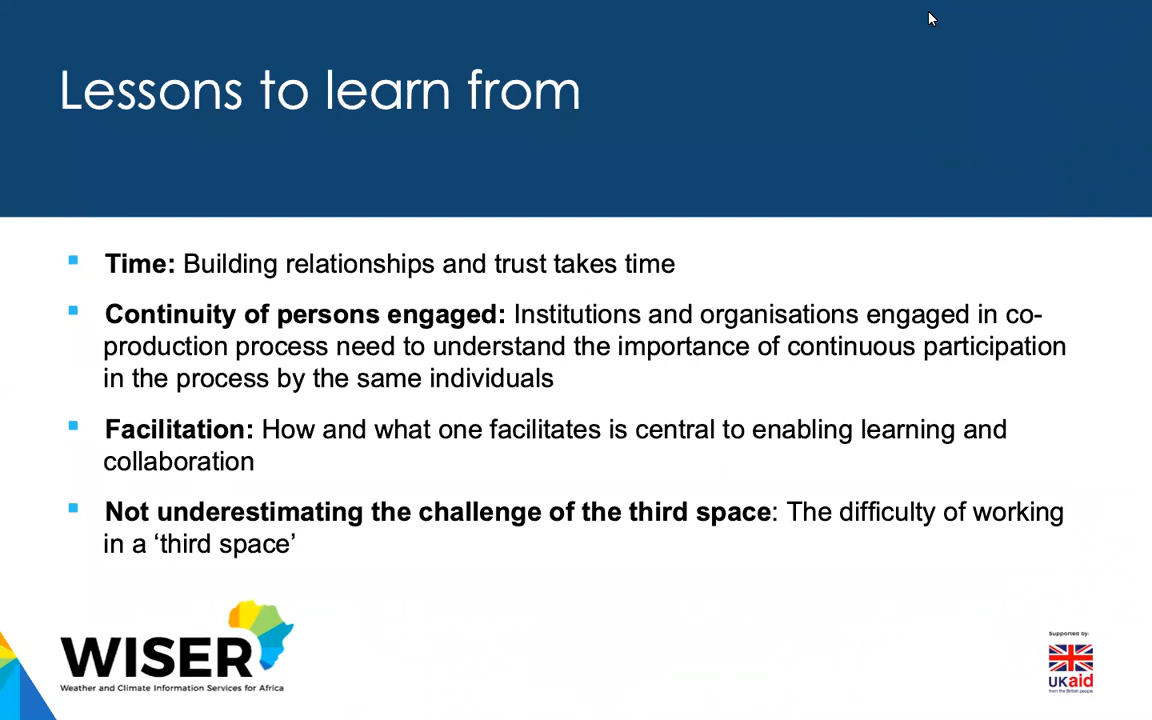 Lessons to learn from
Time: Building relationships and trust takes time
Continuity of persons engaged: Institutions and organisations engaged in co-
production process need to understand the importance of continuous participation
in the process by the same individuals
Facilitation: How and what one facilitates is central to enabling learning and
collaboration
Not underestimating the challenge of the third space: The difficulty of working
in a ‘third space’
WISER
Weather and Climate Information Services for Africa
Supported by:
UKaid
from the British people